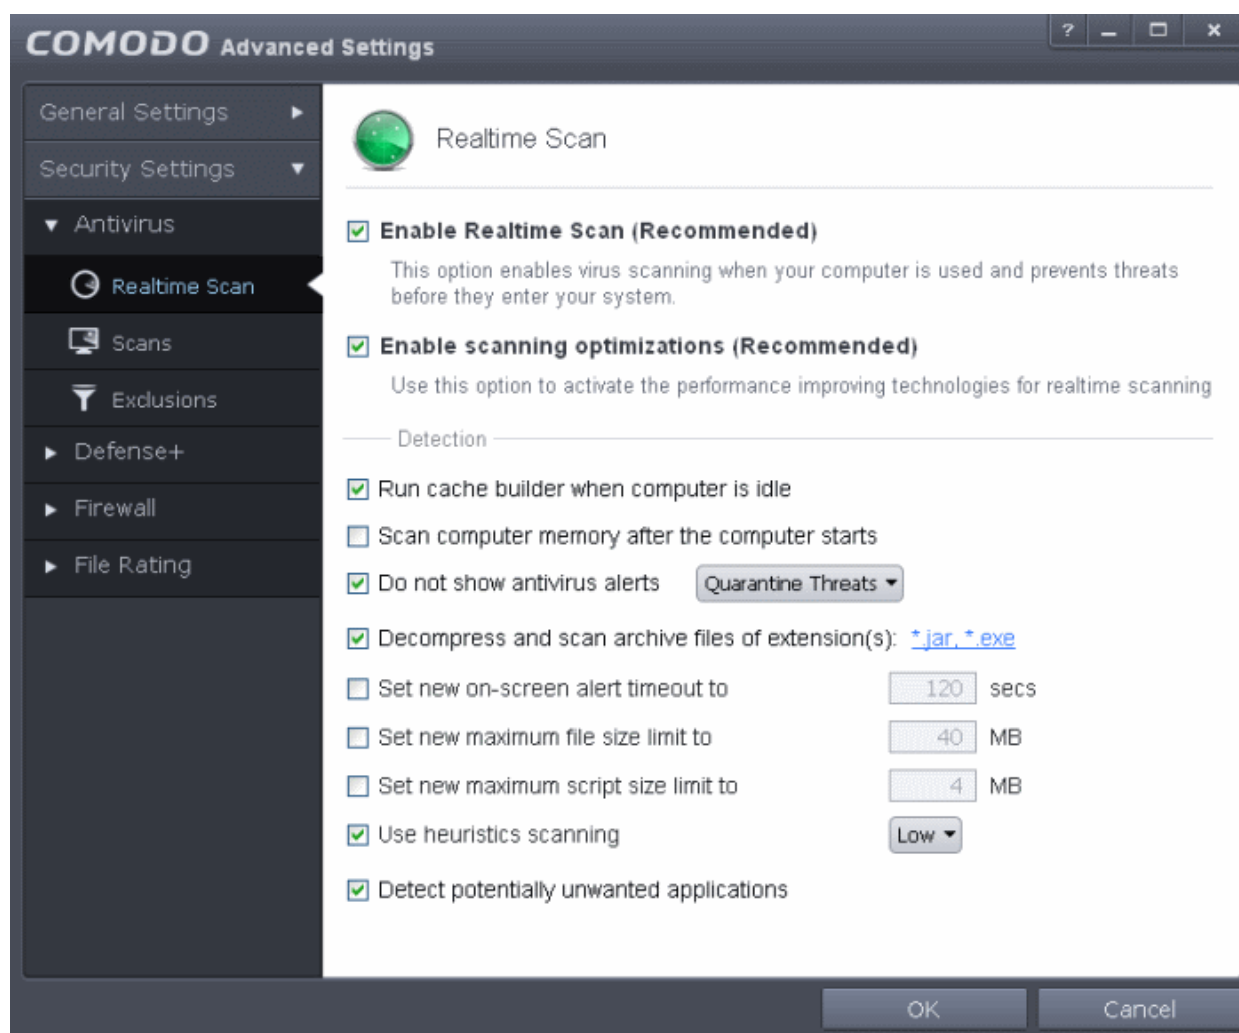 COMODO Advanced Settings
?
General Settings
Security Settings
Antivirus
Realtime Scan
Scans
Exclusions
Defense+
Firewall
File Rating
Realtime Scan
Enable Realtime Scan (Recommended)
This option enables virus scanning when your computer is used and prevents threats
before they enter your system.
Enable scanning optimizations (Recommended)
Use this option to activate the performance improving technologies for realtime scanning
Detection
Run cache builder when computer is idle
Scan computer memory after the computer starts
Do not show antivirus alerts Quarantine Threats
Decompress and scan archive files of extension(s): *.jar, *.exe
Set new on-screen alert timeout to 120 secs
Set new maximum file size limit to 40 MB
Set new maximum script size limit to 4 MB
Use heuristics scanning Low
Detect potentially unwanted applications
OK Cancel